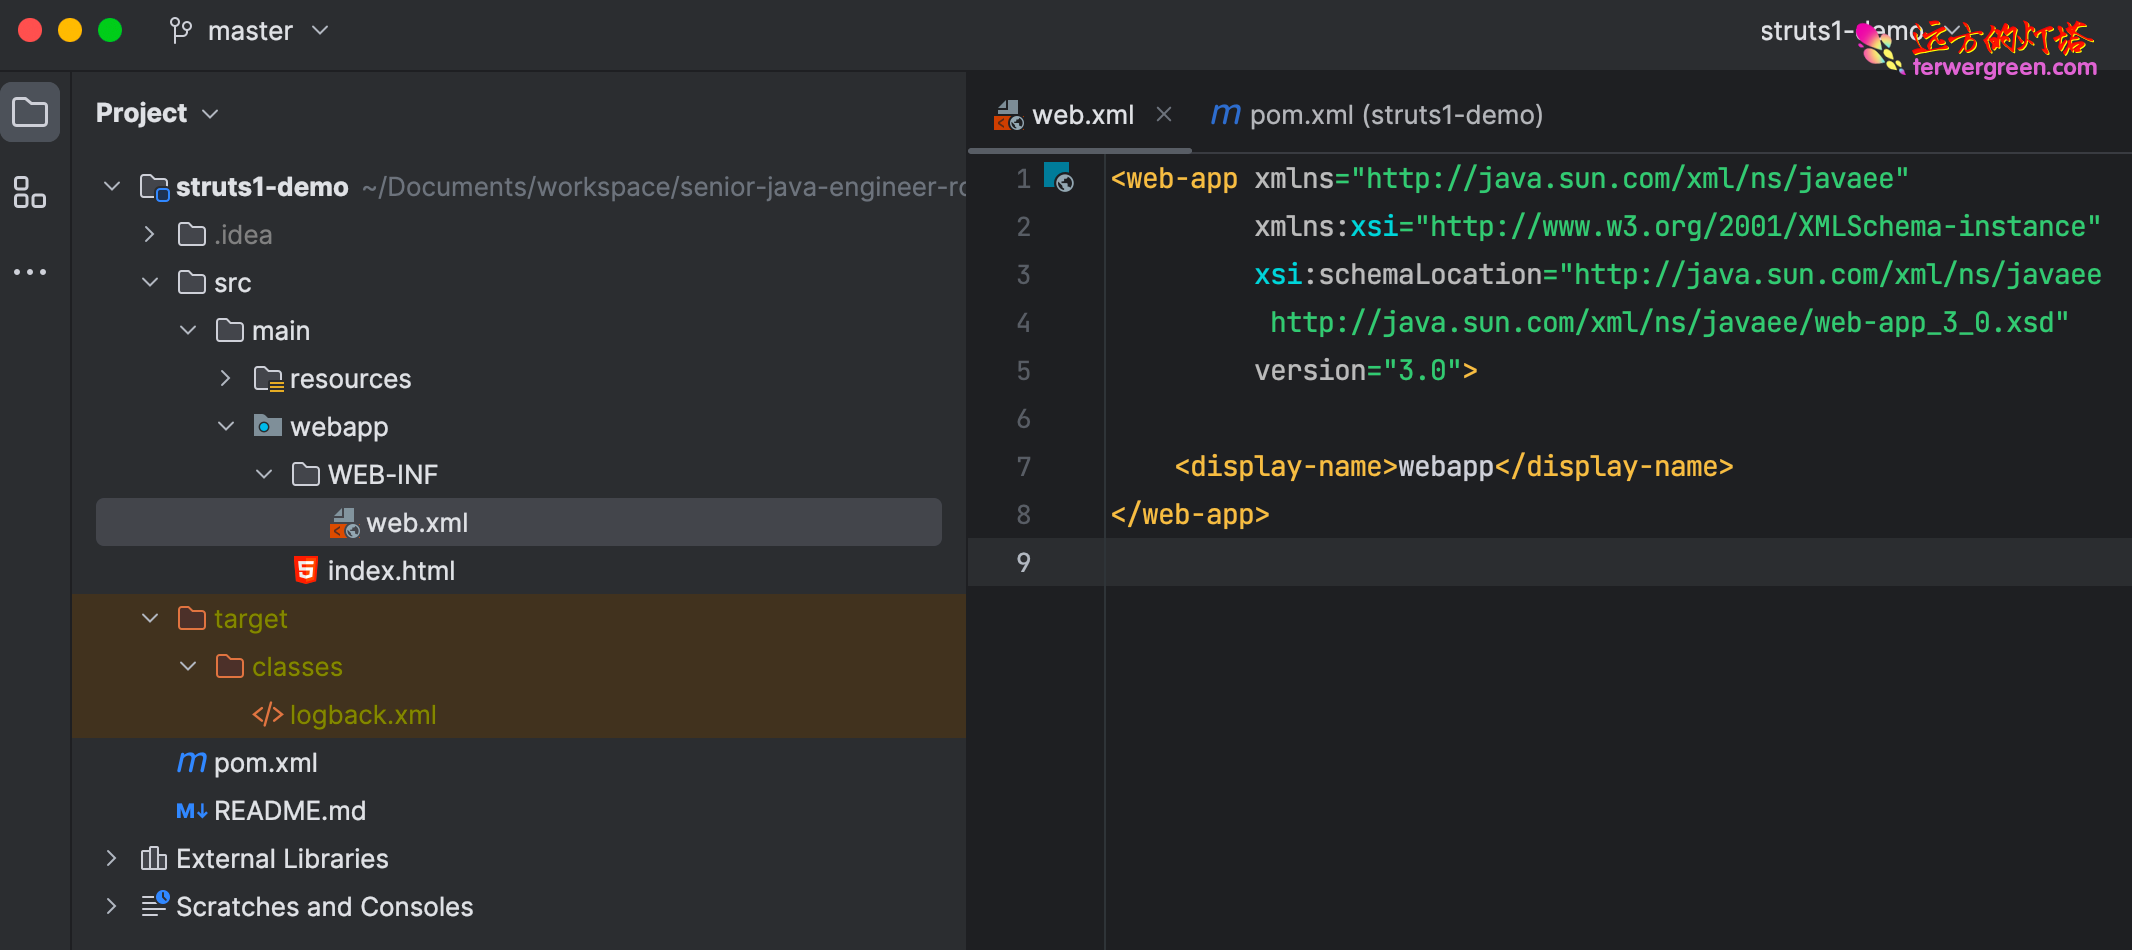 master
struts1-demo
远方的灯塔
terwergreen.com
Project
struts1-demo ~/Documents/workspace/senior-java-engineer-ro
.idea
src
main
resources
webapp
WEB-INF
web.xml
index.html
target
classes
logback.xml
pom.xml
README.md
External Libraries
Scratches and Consoles
web.xml
pom.xml (struts1-demo)
1 <web-app xmlns="http://java.sun.com/xml/ns/javaee"
2 xmlns:xsi="http://www.w3.org/2001/XMLSchema-instance"
3 xsi:schemaLocation="http://java.sun.com/xml/ns/javaee
4 http://java.sun.com/xml/ns/javaee/web-app_3_0.xsd"
5 version="3.0">
6
7 <display-name>webapp</display-name>
8 </web-app>
9